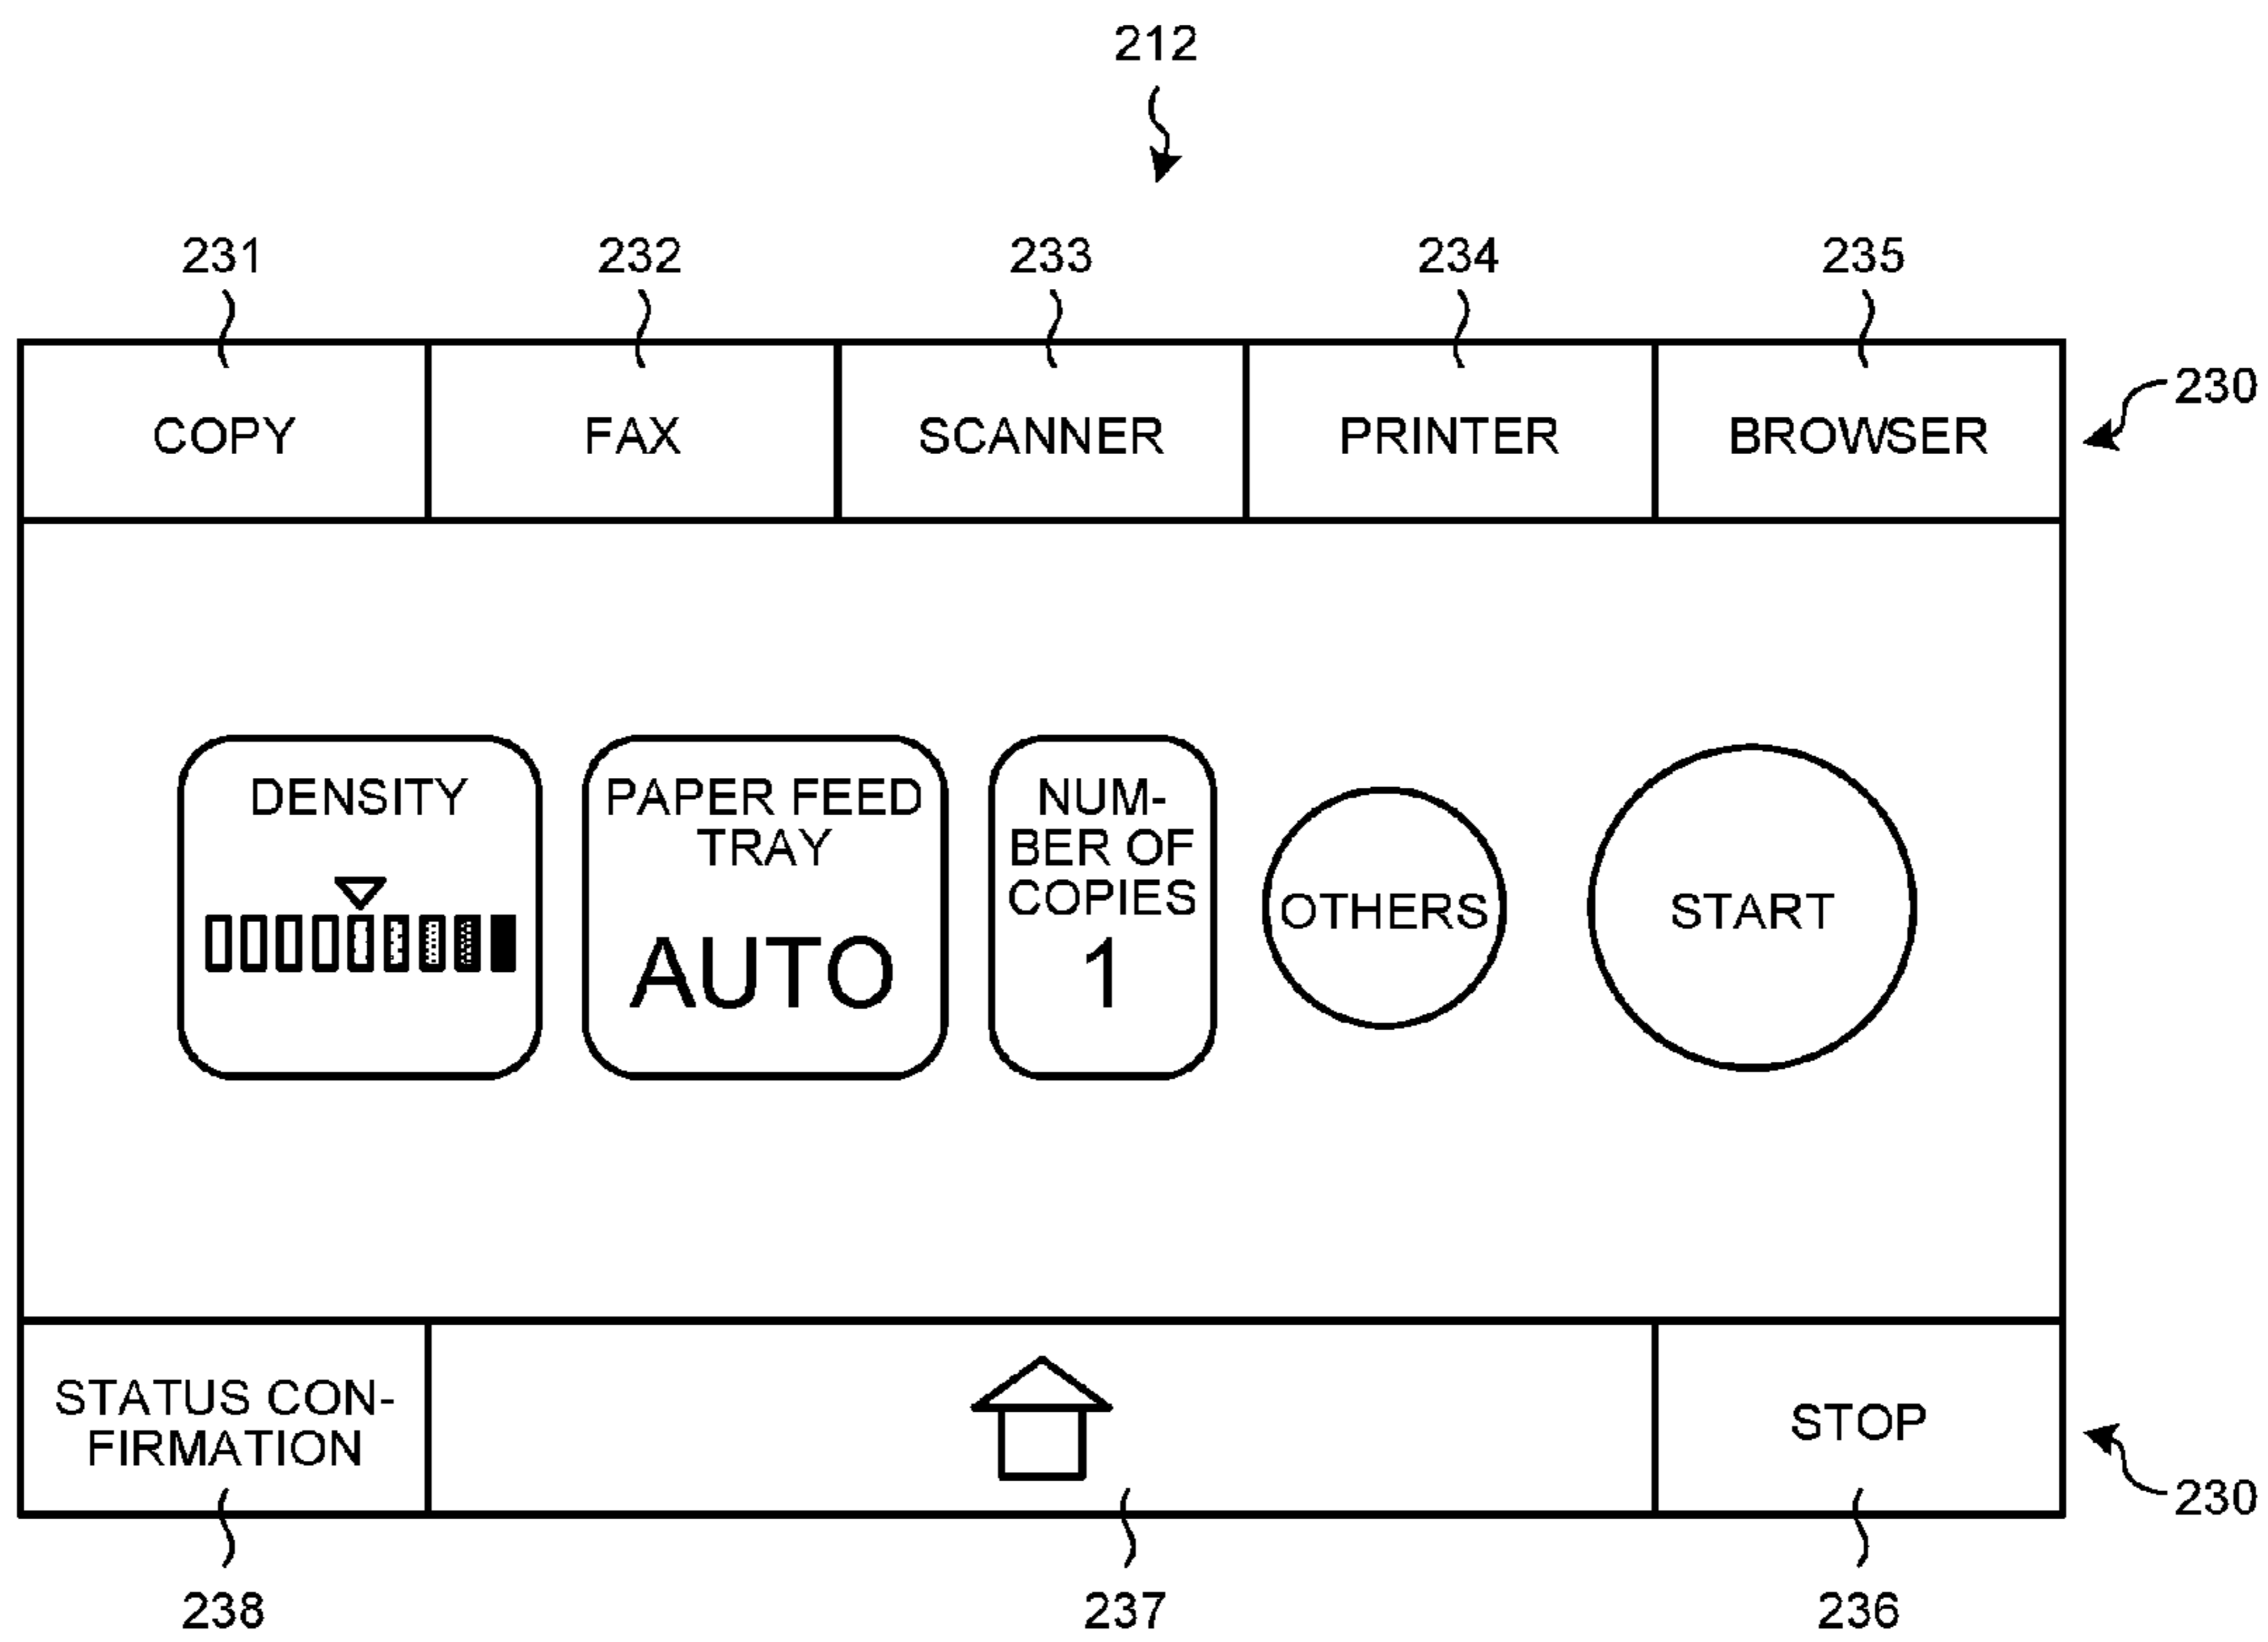 212
231
232
233
234
235
COPY
FAX
SCANNER
PRINTER
BROWSER
230
DENSITY
PAPER FEED
TRAY
AUTO
NUM-
BER OF
COPIES
1
OTHERS
START
STATUS CON-
FIRMATION
STOP
230
238
237
236